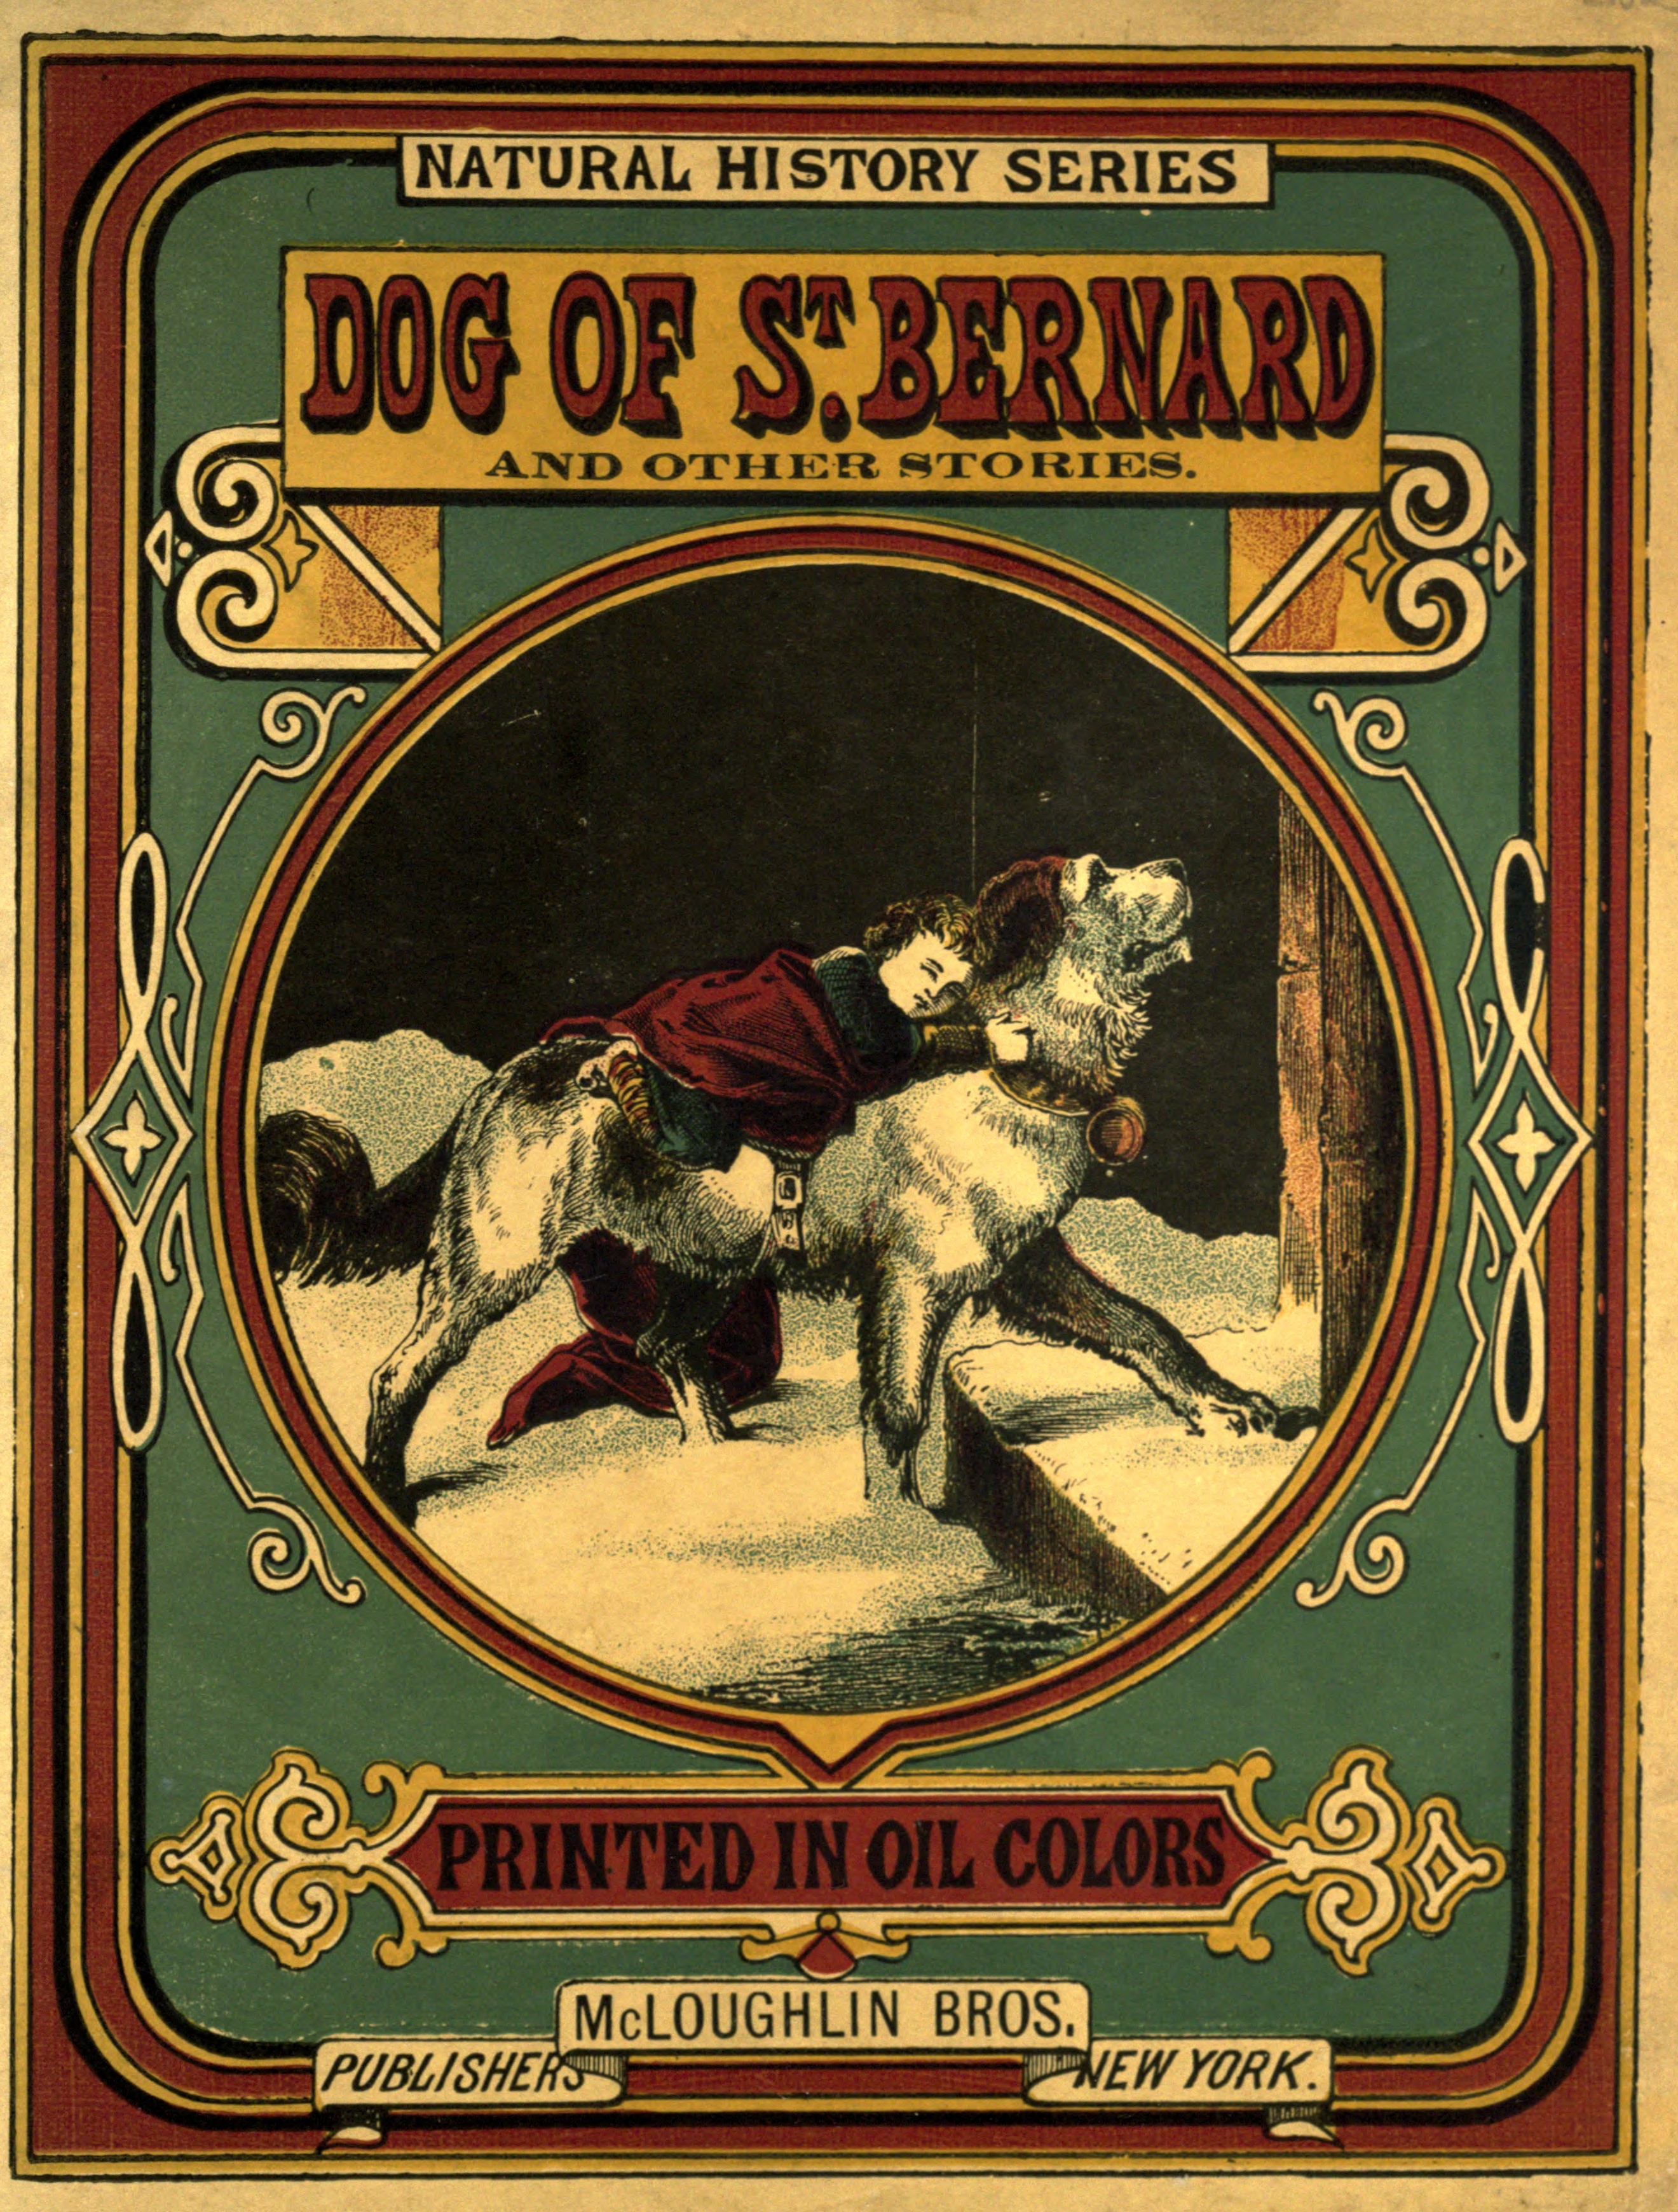 NATURAL HISTORY SERIES
DOG OF ST. BERNARD
AND OTHER STORIES.
PRINTED IN OIL COLORS
McLOUGHLIN BROS.
PUBLISHERS NEW YORK.